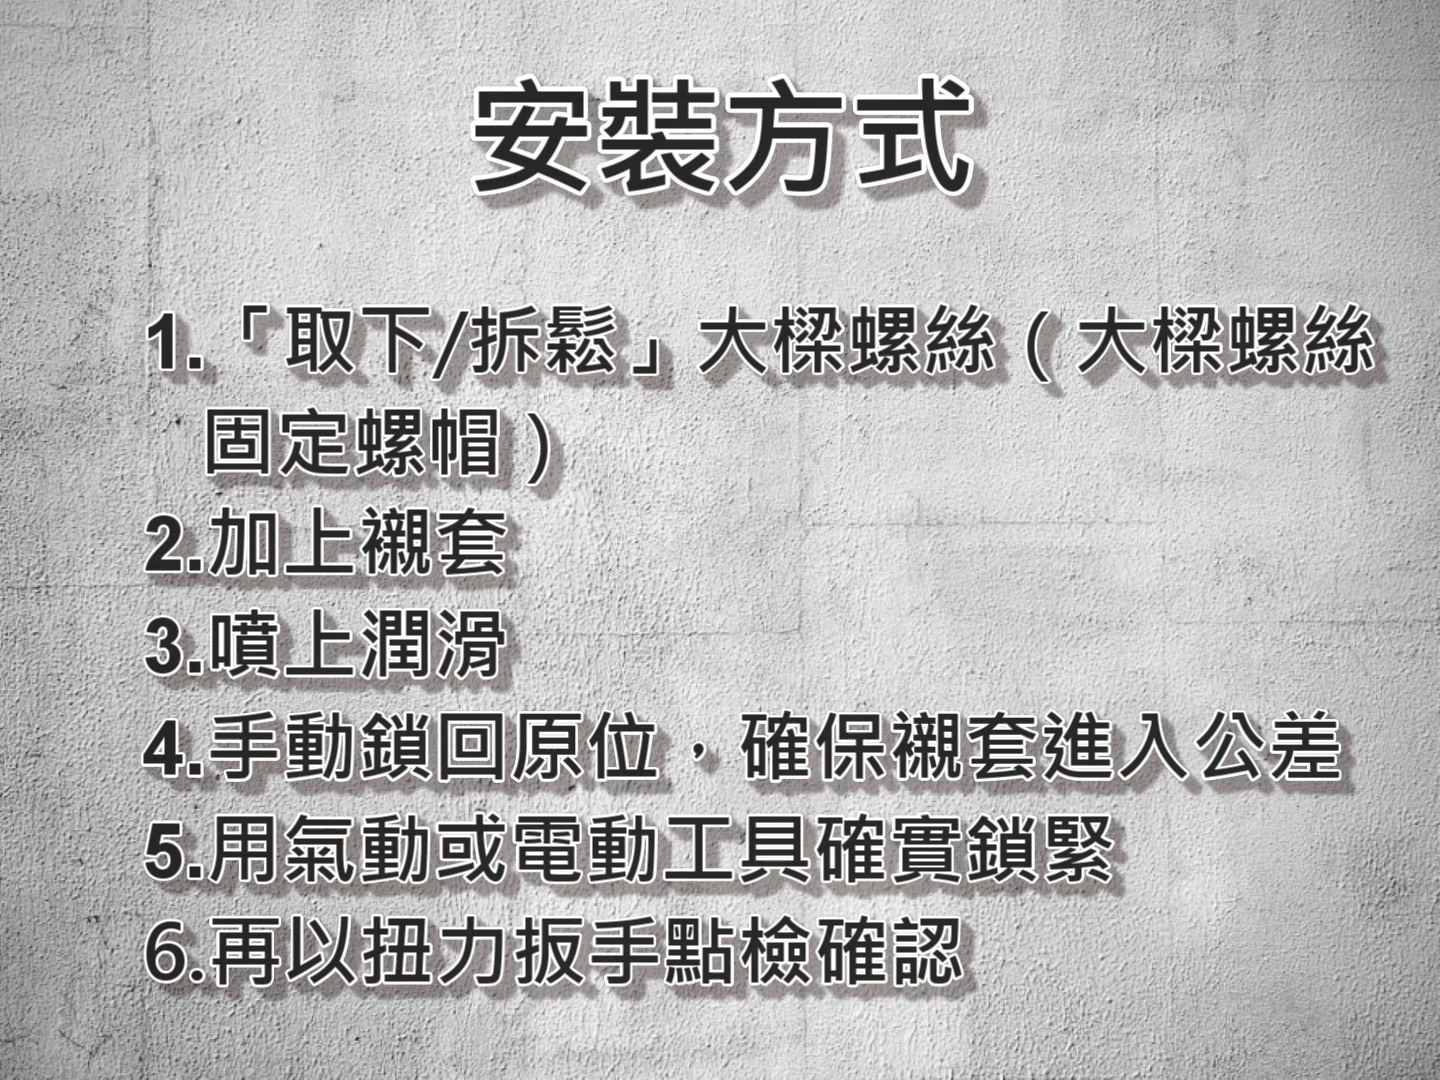 安裝方式
1.「取下/拆鬆」大樑螺絲（大樑螺絲
固定螺帽）
2.加上襯套
3.噴上潤滑
4.手動鎖回原位，確保襯套進入公差
5.用氣動或電動工具確實鎖緊
6.再以扭力扳手點檢確認